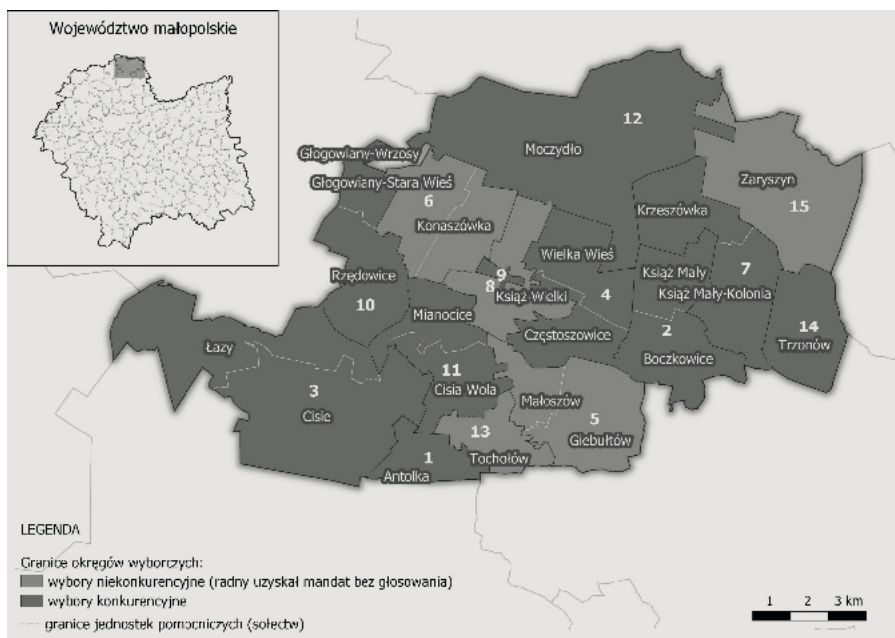 Województwo małopolskie
12
Moczydło
Głogowiany-Wrzosy
Głogowiany-Stara Wieś
Zaryszyn
6
15
Krzeszówka
Konaszówka
Wielka Wieś
Rzędowice
9
Książ Mały
7
8
Książ Wielki
4
Książ Mały-Kolonia
10
Mianocice
Częstoszowice
2
14
Trzonów
Łazy
Boczkowice
11
3
Cisia Wola
Małoszów
Cisie
5
13
Giebułtów
1
Tochołów
Antolka
LEGENDA
Granice okręgów wyborczych:
wybory niekonkurencyjne (radny uzyskał mandat bez głosowania)
wybory konkurencyjne
granice jednostek pomocniczych (sołectw)
1 2 3 km